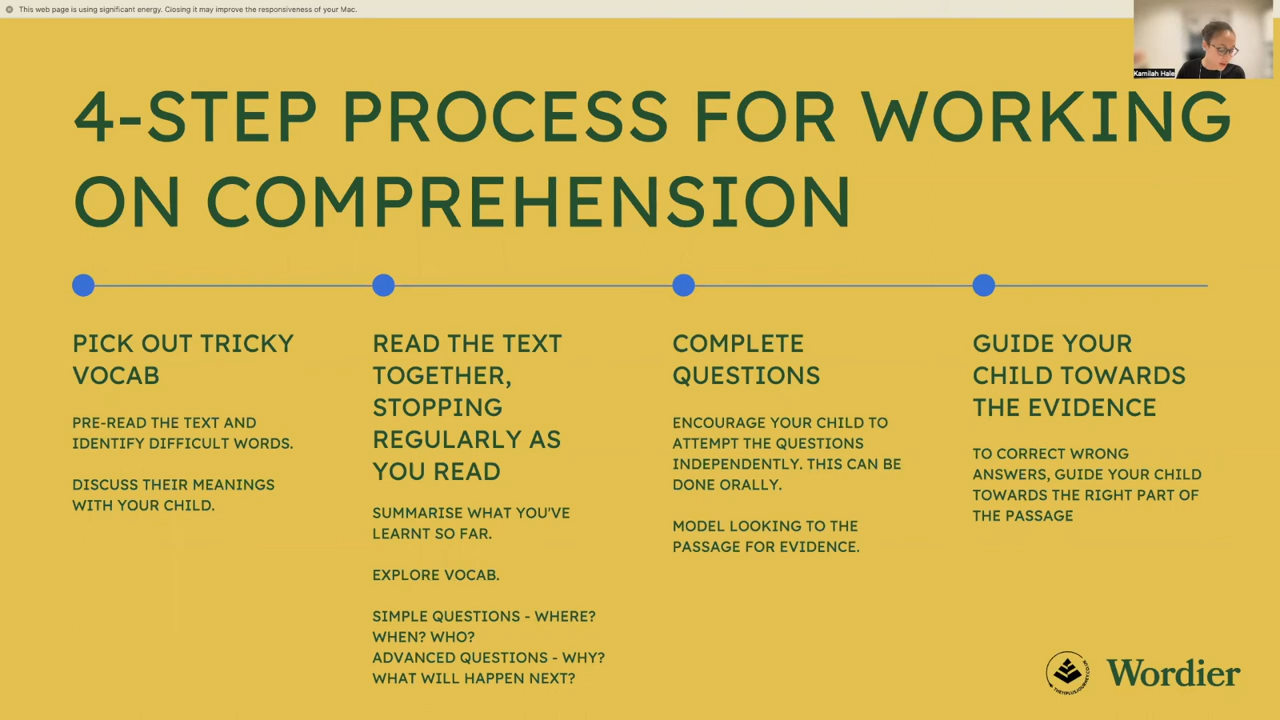 This web page is using significant energy. Closing it may improve the responsiveness of your Mac.
Kamilah Hale
4-STEP PROCESS FOR WORKING
ON COMPREHENSION
PICK OUT TRICKY
VOCAB
PRE-READ THE TEXT AND
IDENTIFY DIFFICULT WORDS.
DISCUSS THEIR MEANINGS
WITH YOUR CHILD.
READ THE TEXT
TOGETHER,
STOPPING
REGULARLY AS
YOU READ
SUMMARISE WHAT YOU'VE
LEARNT SO FAR.
EXPLORE VOCAB.
SIMPLE QUESTIONS - WHERE?
WHEN? WHO?
ADVANCED QUESTIONS - WHY?
WHAT WILL HAPPEN NEXT?
COMPLETE
QUESTIONS
ENCOURAGE YOUR CHILD TO
ATTEMPT THE QUESTIONS
INDEPENDENTLY. THIS CAN BE
DONE ORALLY.
MODEL LOOKING TO THE
PASSAGE FOR EVIDENCE.
GUIDE YOUR
CHILD TOWARDS
THE EVIDENCE
TO CORRECT WRONG
ANSWERS, GUIDE YOUR CHILD
TOWARDS THE RIGHT PART OF
THE PASSAGE
Wordier